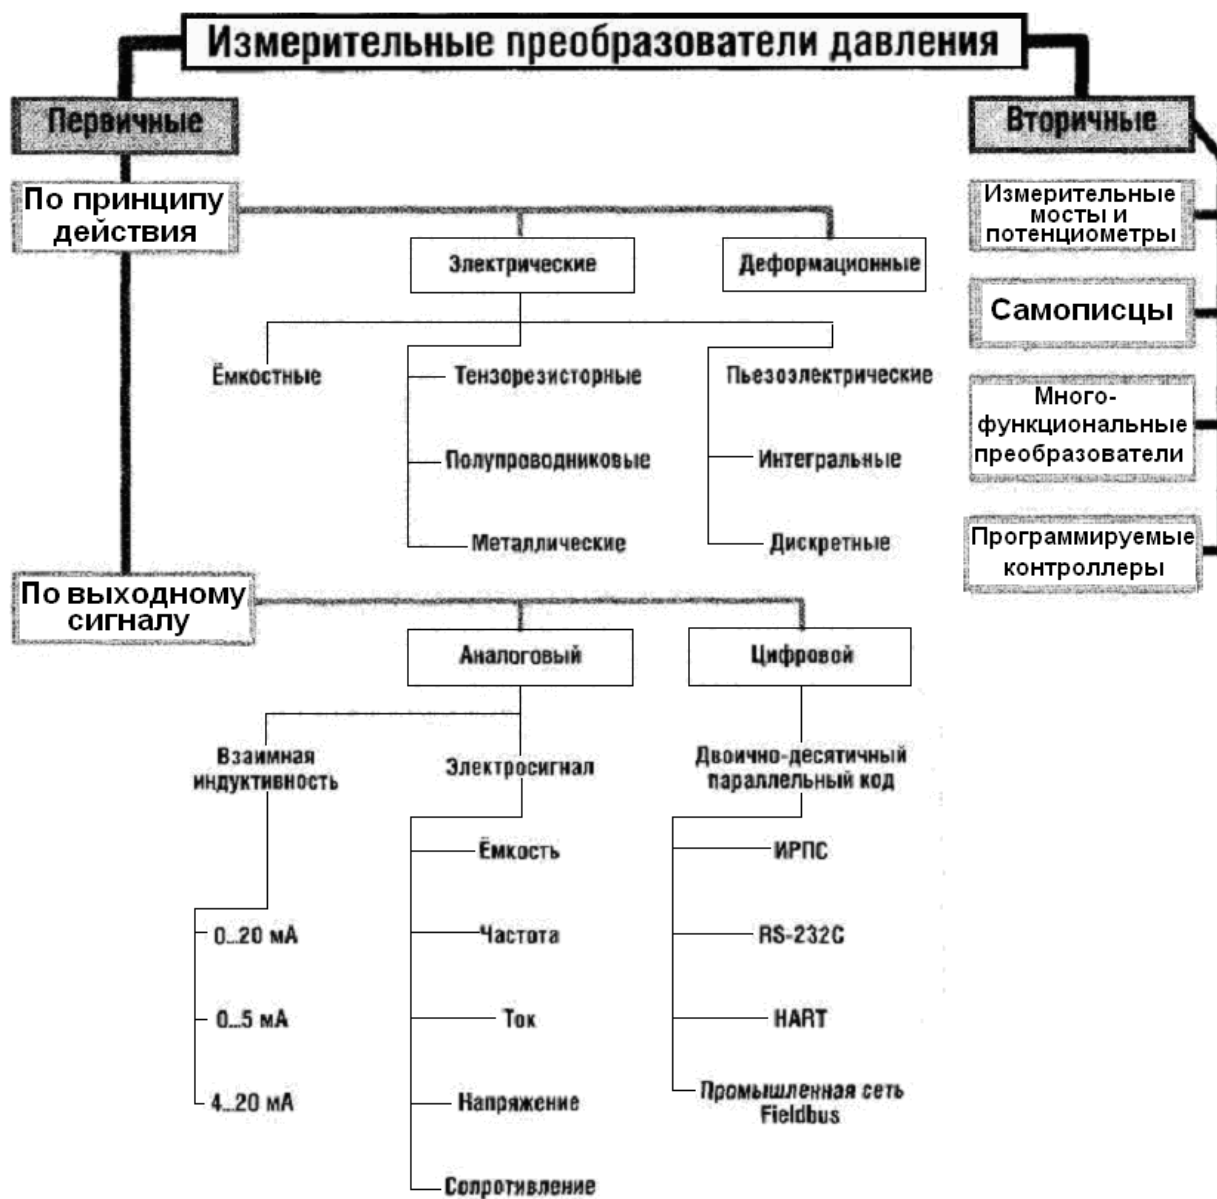 Измерительные преобразователи давления
Первичные
Вторичные
По принципу
действия
Измерительные
мосты и
потенциометры
Электрические
Деформационные
Самописцы
Ёмкостные
Тензорезисторные
Пьезоэлектрические
Много-
функциональные
преобразователи
Полупроводниковые
Интегральные
Металлические
Дискретные
Программируемые
контроллеры
По выходному
сигналу
Аналоговый
Цифровой
Взаимная
индуктивность
Электросигнал
Двоично-десятичный
параллельный код
Ёмкость
ИРПС
0...20 мА
Частота
RS-232C
0...5 мА
Ток
HART
4...20 мА
Напряжение
Промышленная сеть
Fieldbus
Сопротивление